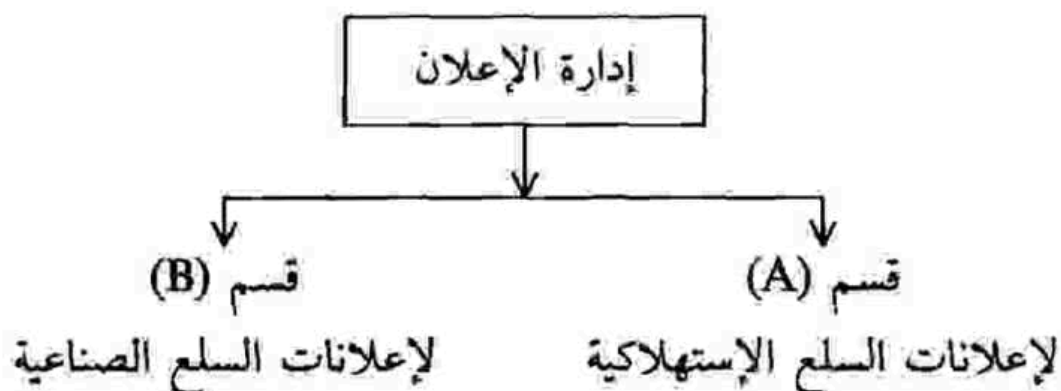 إدارة الإعلان
قسم (A)
لإعلانات السلع الإستهلاكية
قسم (B)
لإعلانات السلع الصناعية